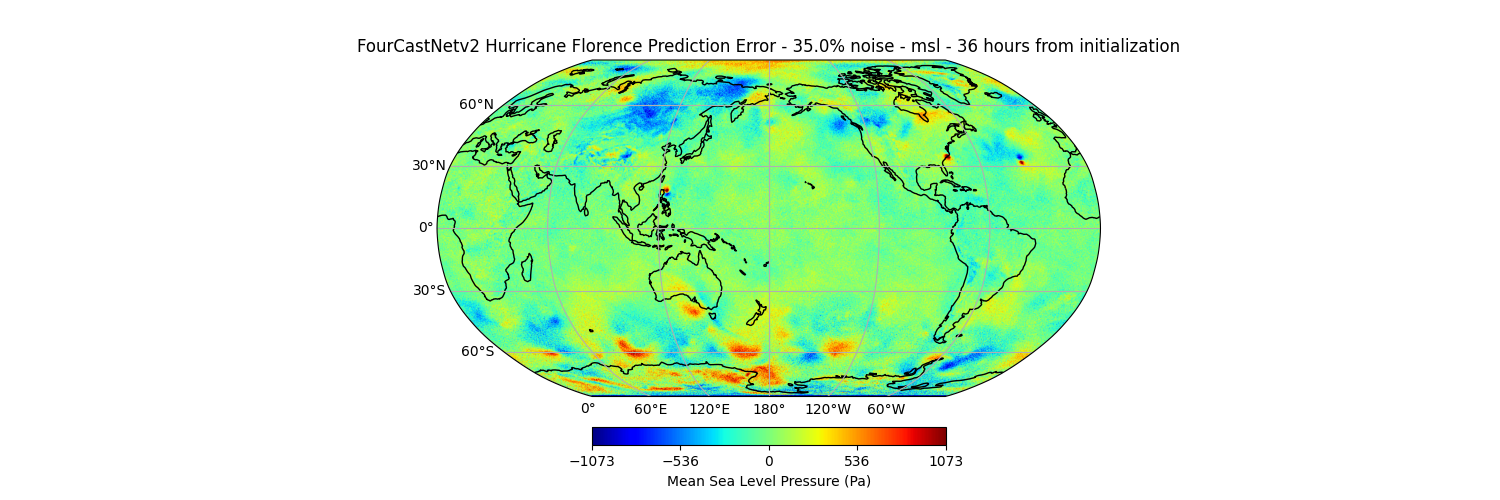 FourCastNetv2 Hurricane Florence Prediction Error - 35.0% noise - msl - 36 hours from initialization
60°N
30°N
0°
30°S
60°S
0° 60°E 120°E 180° 120°W 60°W
−1073 −536 0 536 1073
Mean Sea Level Pressure (Pa)